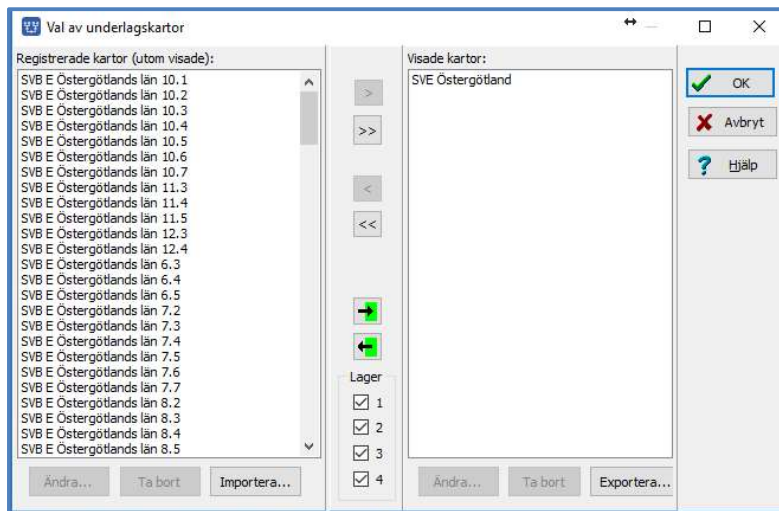 Val av underlagskartor
Registrerade kartor (utom visade):
SVB E Östergötlands län 10.1
SVB E Östergötlands län 10.2
SVB E Östergötlands län 10.3
SVB E Östergötlands län 10.4
SVB E Östergötlands län 10.5
SVB E Östergötlands län 10.6
SVB E Östergötlands län 10.7
SVB E Östergötlands län 11.3
SVB E Östergötlands län 11.4
SVB E Östergötlands län 11.5
SVB E Östergötlands län 12.3
SVB E Östergötlands län 12.4
SVB E Östergötlands län 6.3
SVB E Östergötlands län 6.4
SVB E Östergötlands län 6.5
SVB E Östergötlands län 7.2
SVB E Östergötlands län 7.3
SVB E Östergötlands län 7.4
SVB E Östergötlands län 7.5
SVB E Östergötlands län 7.6
SVB E Östergötlands län 7.7
SVB E Östergötlands län 8.2
SVB E Östergötlands län 8.3
SVB E Östergötlands län 8.4
SVB E Östergötlands län 8.5
Ändra...
Ta bort
Importera...
>
>>
<
<<
Lager
1
2
3
4
Visade kartor:
SVE Östergötland
Ändra...
Ta bort
Exportera...
OK
Avbryt
Hjälp